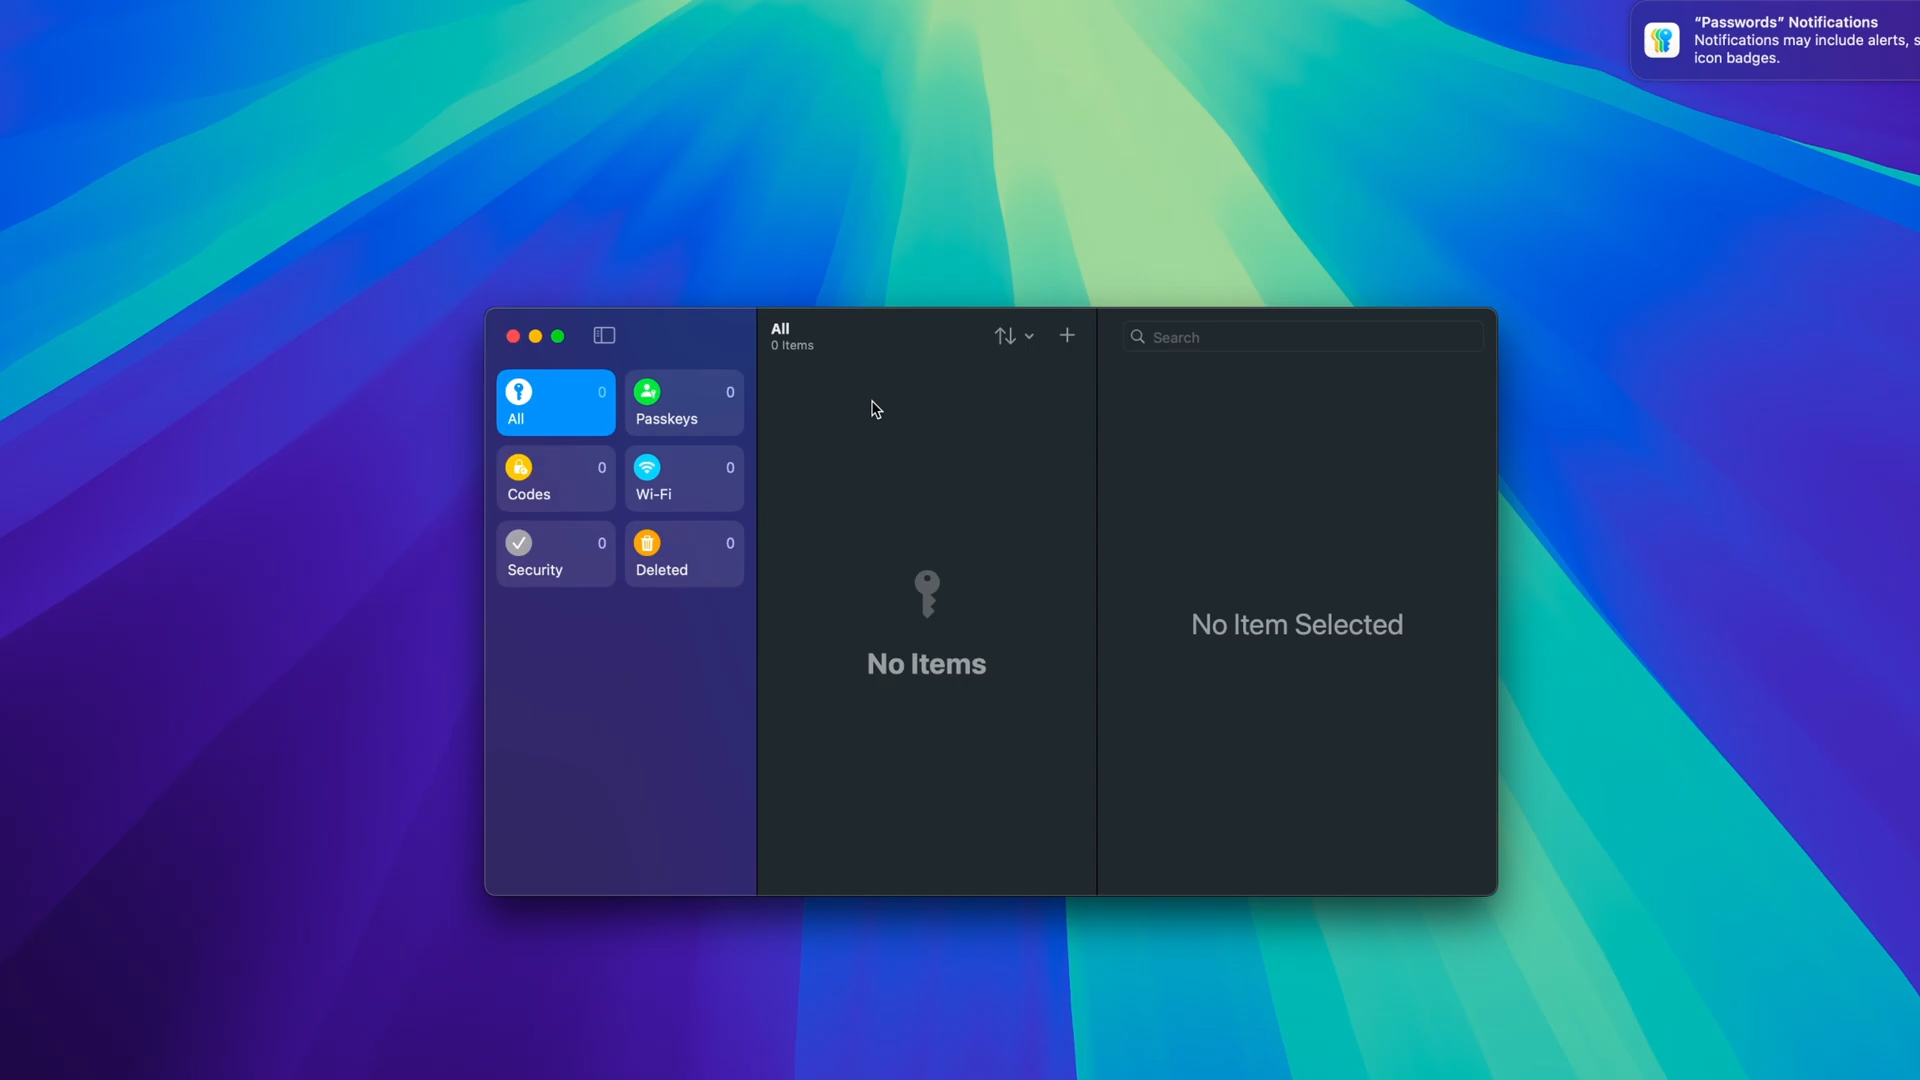 “Passwords” Notifications
Notifications may include alerts,
icon badges.
All
0 Items
Search
0
All
0
Passkeys
0
Codes
0
Wi-Fi
0
Security
0
Deleted
No Items
No Item Selected